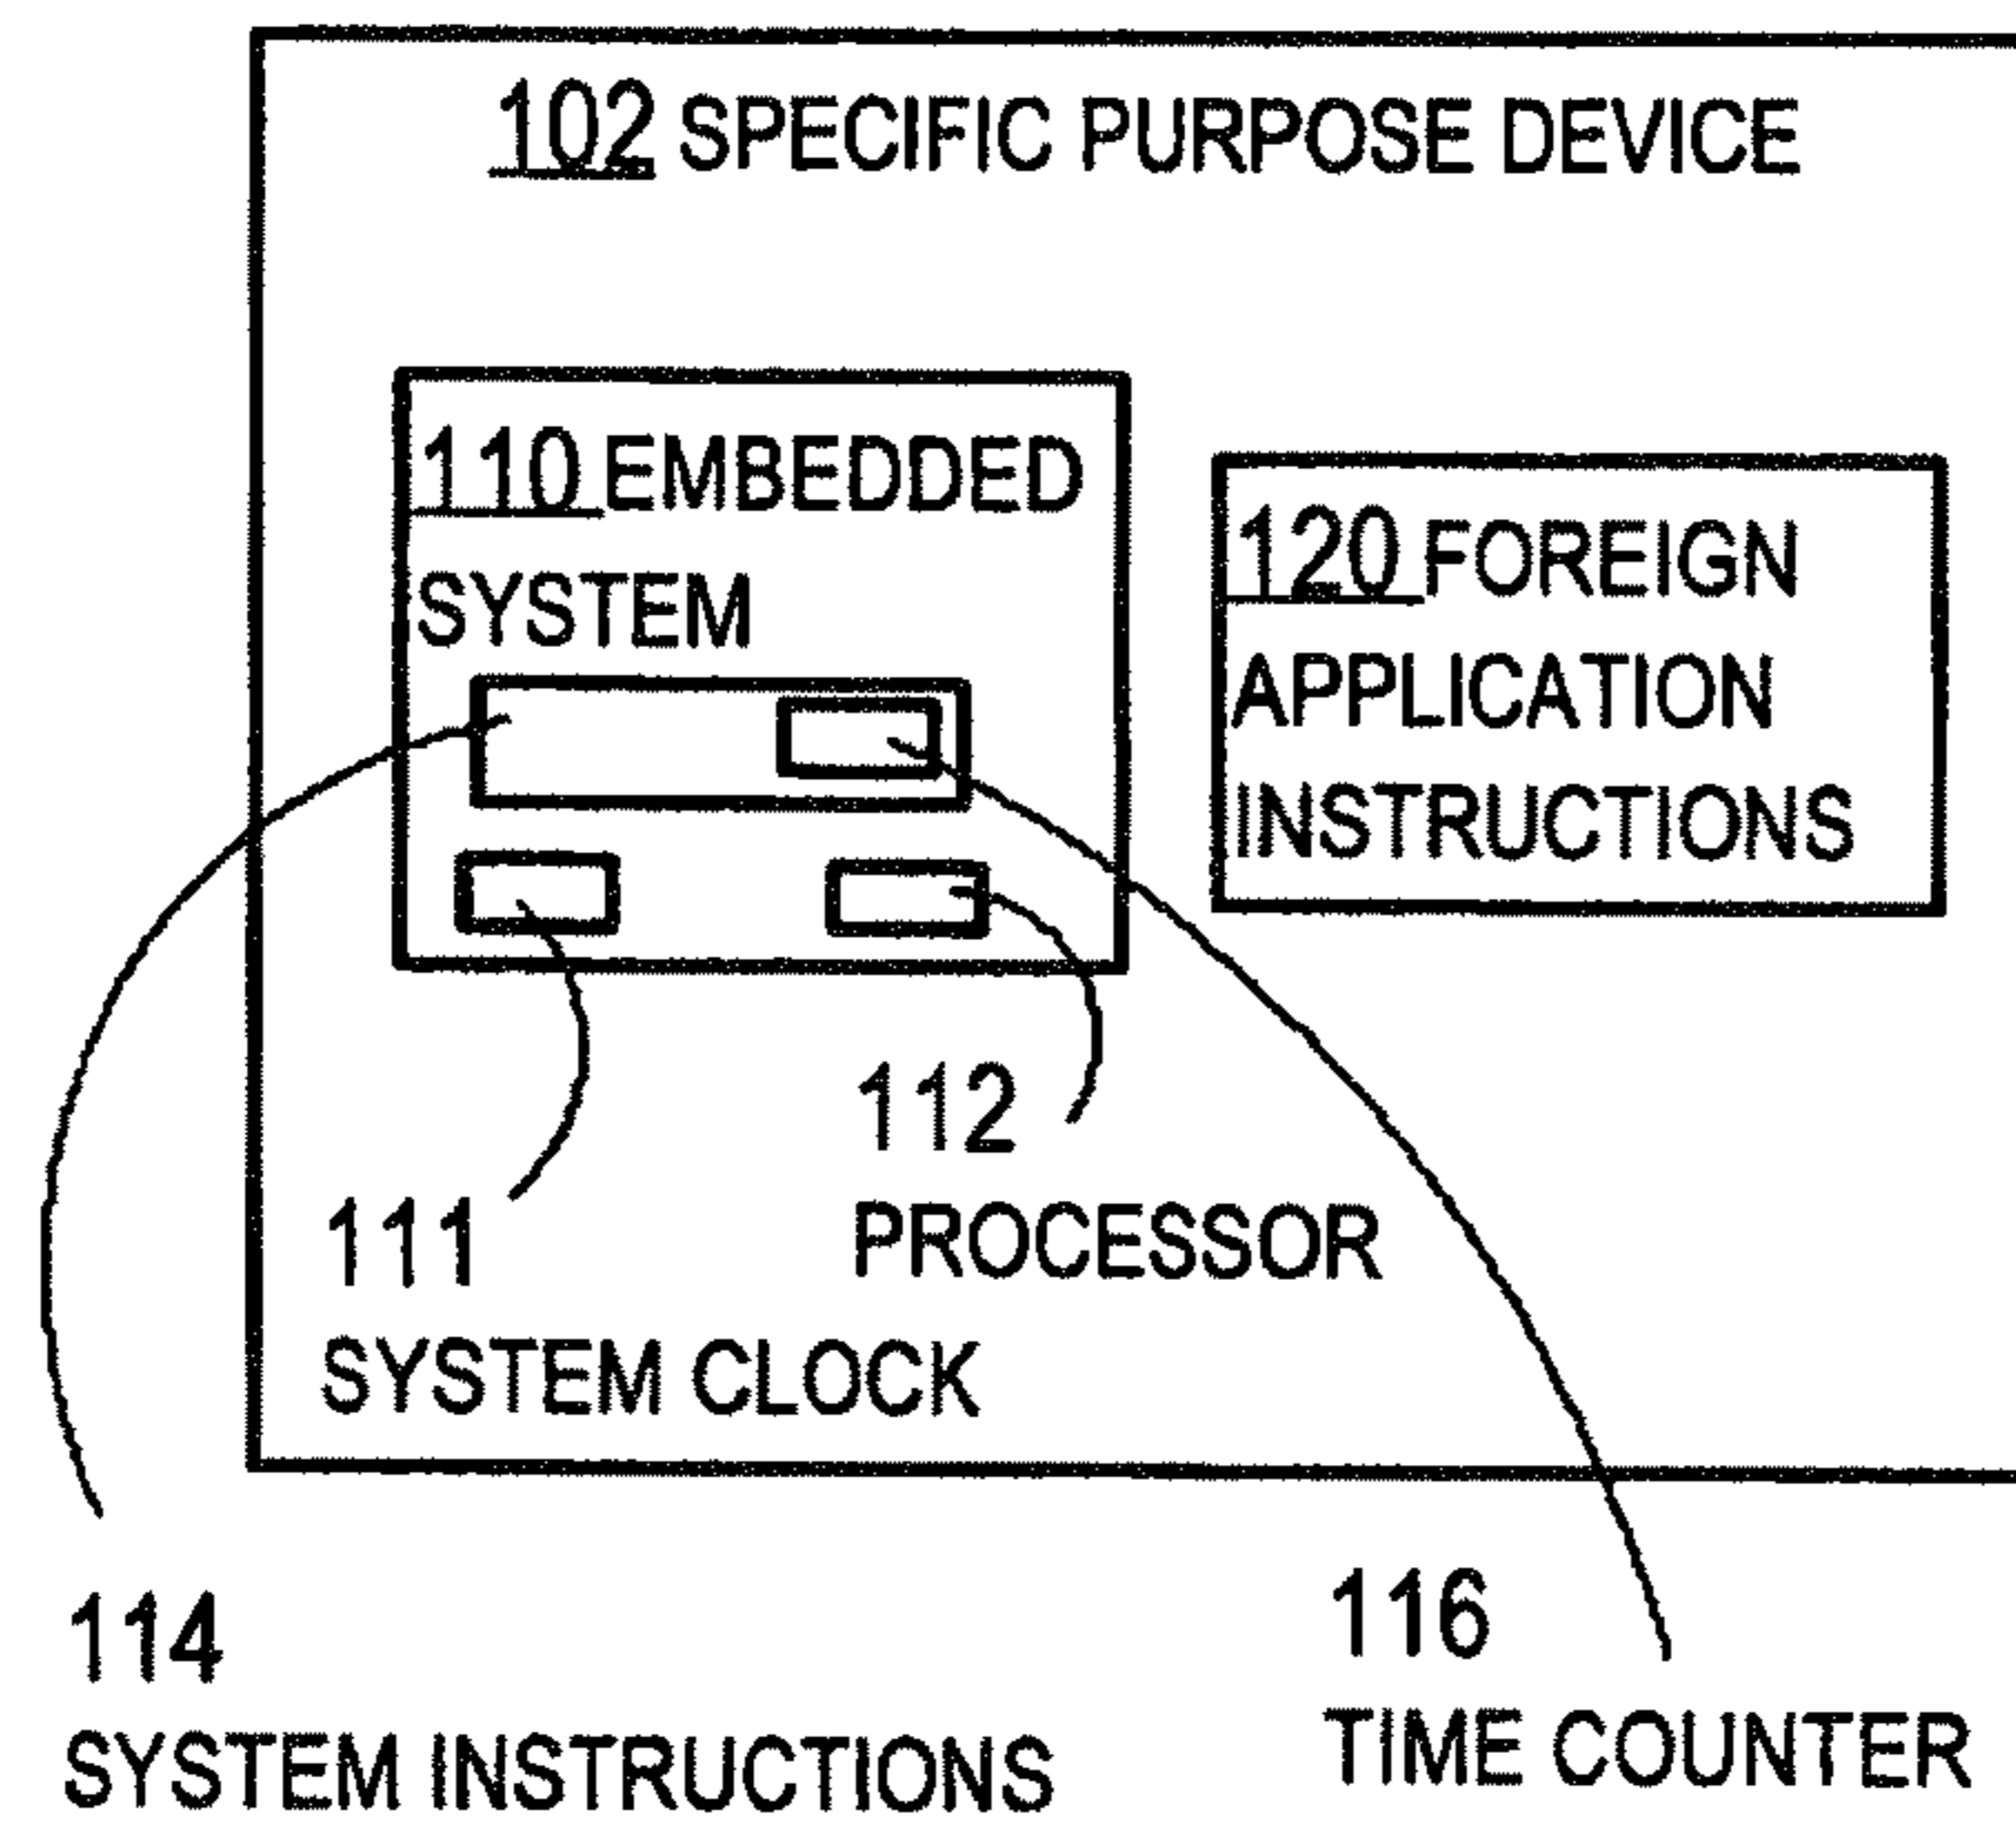 102 SPECIFIC PURPOSE DEVICE
110 EMBEDDED
SYSTEM
120 FOREIGN
APPLICATION
INSTRUCTIONS
112
PROCESSOR
111
SYSTEM CLOCK
114
SYSTEM INSTRUCTIONS
116
TIME COUNTER